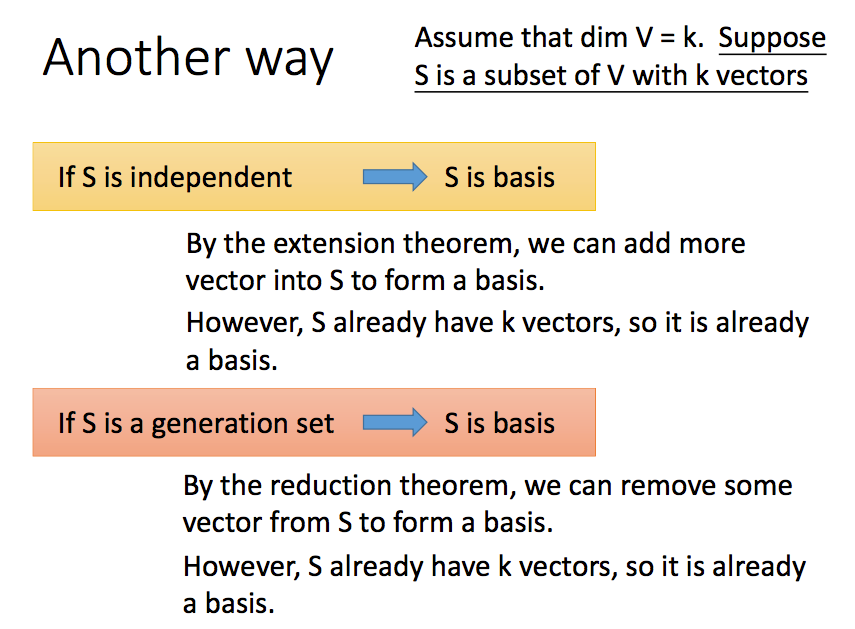 Another way
Assume that dim V = k. Suppose
S is a subset of V with k vectors
If S is independent
S is basis
By the extension theorem, we can add more
vector into S to form a basis.
However, S already have k vectors, so it is already
a basis.
If S is a generation set
S is basis
By the reduction theorem, we can remove some
vector from S to form a basis.
However, S already have k vectors, so it is already
a basis.